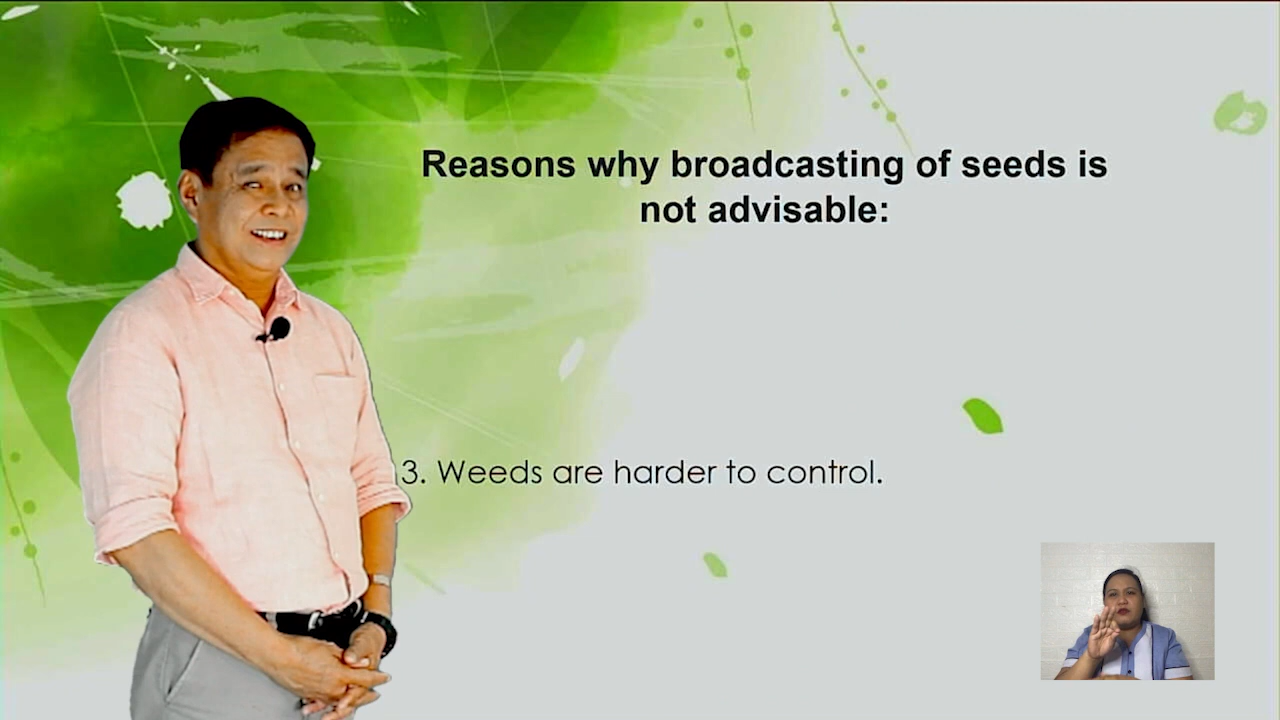 Reasons why broadcasting of seeds is
not advisable:
3. Weeds are harder to control.